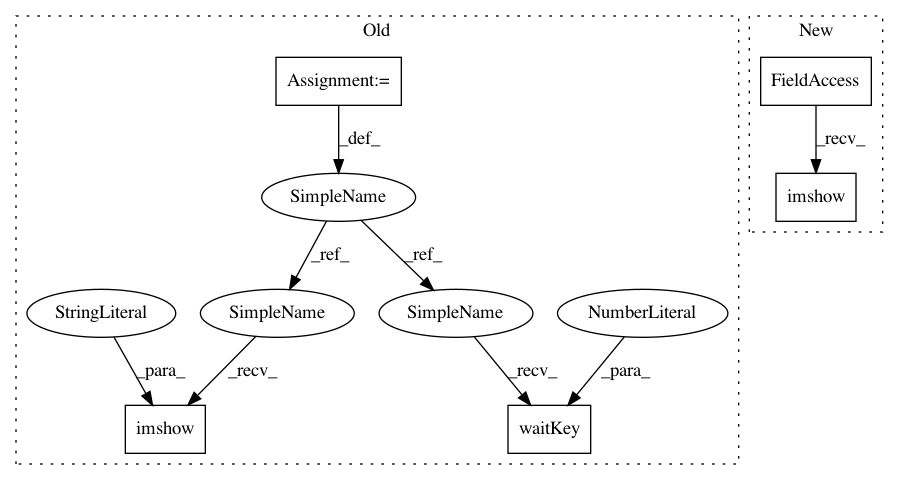 Old
New
Assignment:=
FieldAccess
_def_
_recv_
SimpleName
imshow
_ref_
_ref_
StringLiteral
SimpleName
SimpleName
NumberLiteral
_para_
_recv_
_recv_
_para_
imshow
waitKey